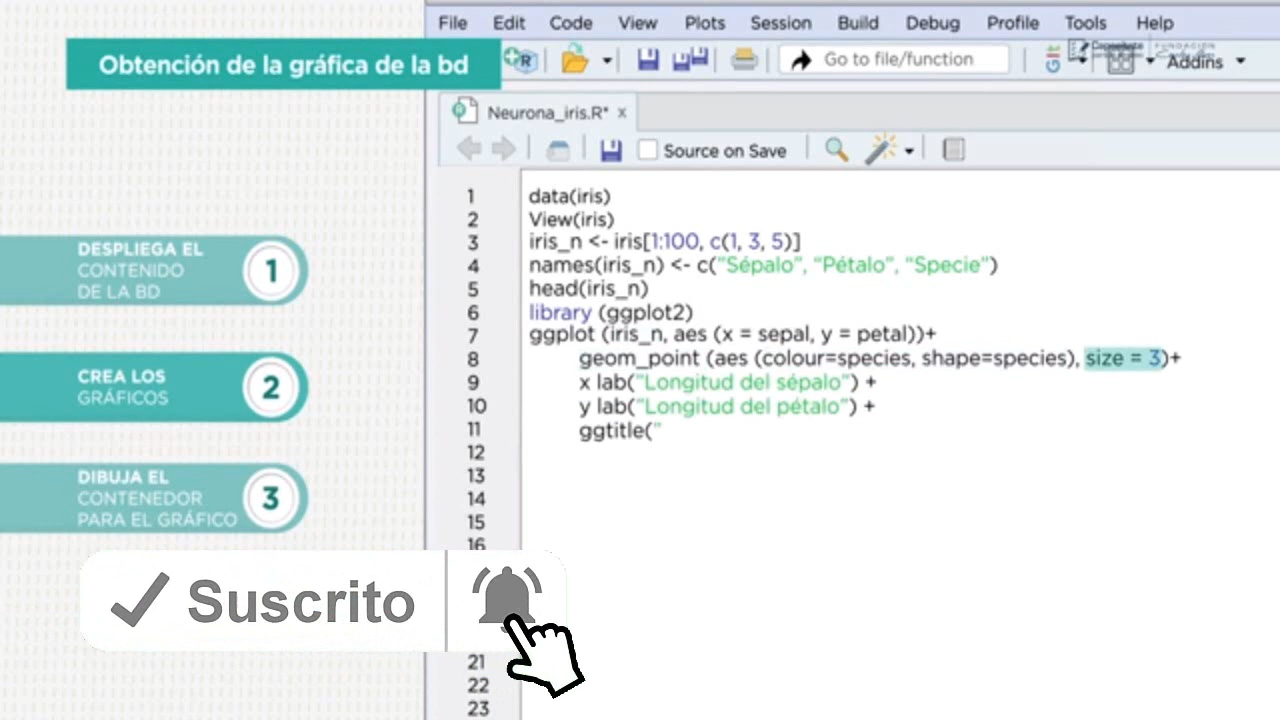 File Edit Code View Plots Session Build Debug Profile Tools Help
Obtención de la gráfica de la bd
Go to file/function
Addins
Neurona_iris.R* x
Source on Save
DESPLIEGA EL
CONTENIDO
DE LA BD
1
CREA LOS
GRÁFICOS
2
DIBUJA EL
CONTENEDOR
PARA EL GRÁFICO
3
1 data(iris)
2 View(iris)
3 iris_n <- iris[1:100, c(1, 3, 5)]
4 names(iris_n) <- c("Sépalo", "Pétalo", "Specie")
5 head(iris_n)
6 library (ggplot2)
7 ggplot (iris_n, aes (x = sepal, y = petal))+
8 geom_point (aes (colour=species, shape=species), size = 3)+
9 x lab("Longitud del sépalo") +
10 y lab("Longitud del pétalo") +
11 ggtitle("
12
13
14
15
16
21
22
23
Suscrito